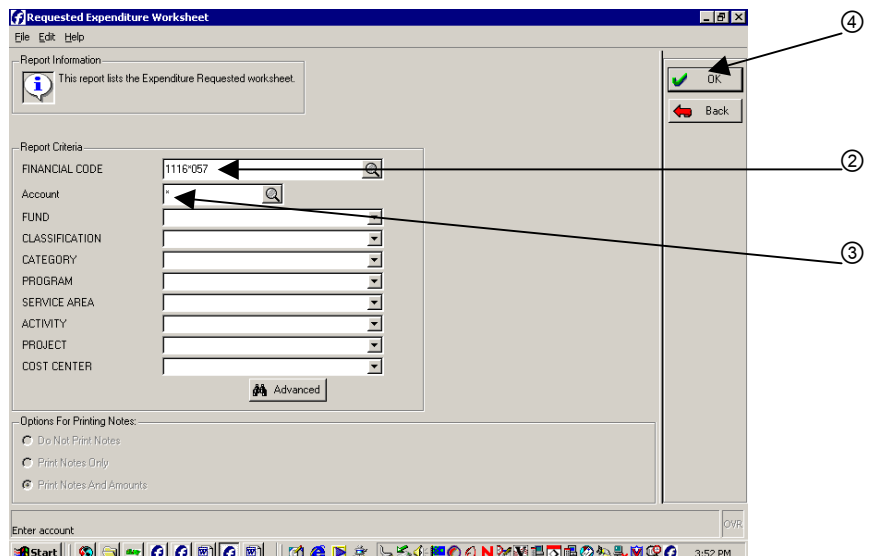 Requested Expenditure Worksheet
File Edit Help
Report Information
This report lists the Expenditure Requested worksheet.
④
OK
Back
Report Criteria
FINANCIAL CODE 1116*057
②
Account *
FUND
CLASSIFICATION
③
CATEGORY
PROGRAM
SERVICE AREA
ACTIVITY
PROJECT
COST CENTER
Advanced
Options For Printing Notes:
Do Not Print Notes
Print Notes Only
Print Notes And Amounts
Enter account
OVR
Start
3:52 PM